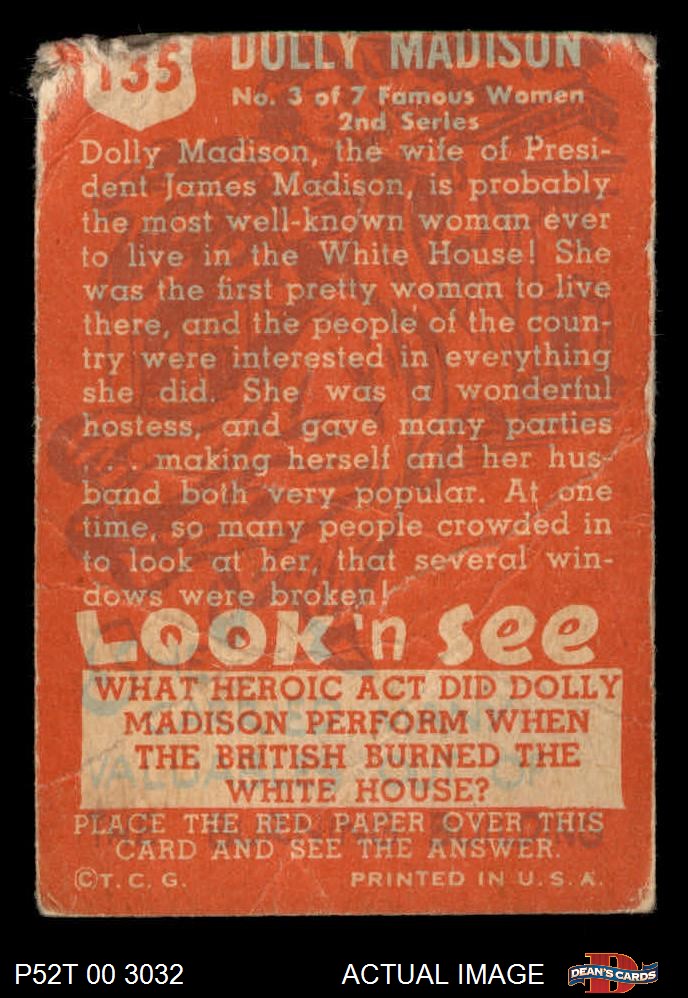 135
DOLLY MADISON
No. 3 of 7 Famous Women
2nd Series
Dolly Madison, the wife of Presi-
dent James Madison, is probably
the most well-known woman ever
to live in the White House! She
was the first pretty woman to live
there, and the people of the coun-
try were interested in everything
she did. She was a wonderful
hostess, and gave many parties
. . . . making herself and her hus-
band both very popular. At one
time, so many people crowded in
to look at her, that several win-
dows were broken!
LOOK 'n SEE
WHAT HEROIC ACT DID DOLLY
MADISON PERFORM WHEN
THE BRITISH BURNED THE
WHITE HOUSE?
PLACE THE RED PAPER OVER THIS
CARD AND SEE THE ANSWER.
©T. C. G.
PRINTED IN U. S. A.
P52T 00 3032
ACTUAL IMAGE
D
DEAN'S CARDS